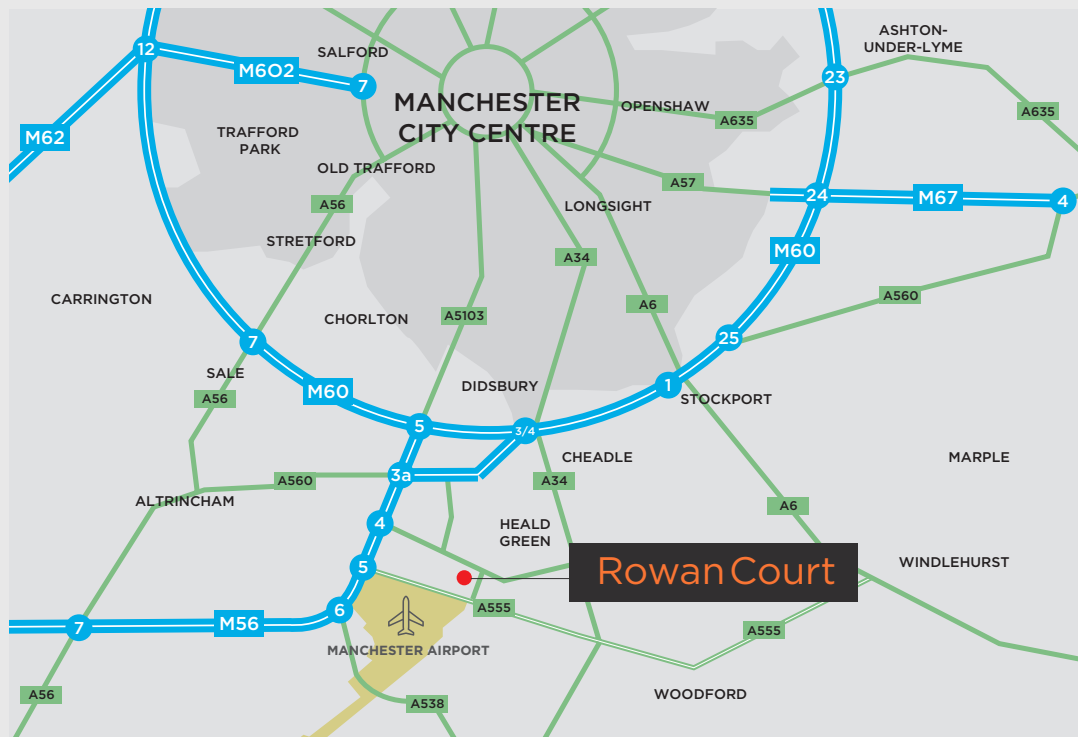 ASHTON-
UNDER-LYME
12
SALFORD
M6O2
7
23
MANCHESTER
CITY CENTRE
OPENSHAW
A635
A635
M62
TRAFFORD
PARK
OLD TRAFFORD
A57
24
M67
4
A56
LONGSIGHT
STRETFORD
A34
M60
CARRINGTON
A560
A6
CHORLTON
A5103
7
25
SALE
A56
M60
DIDSBURY
1
STOCKPORT
5
3/4
CHEADLE
MARPLE
3a
A560
A34
ALTRINCHAM
A6
4
HEALD
GREEN
5
Rowan Court
WINDLEHURST
6
A555
7
M56
A555
MANCHESTER AIRPORT
A56
A538
WOODFORD